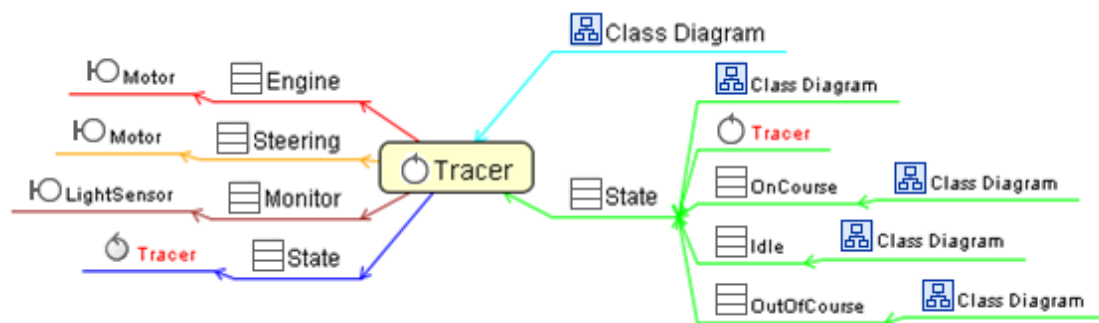 Class Diagram
Motor
Engine
Motor
Steering
LightSensor
Monitor
Tracer
State
Tracer
State
Class Diagram
Tracer
OnCourse
Class Diagram
Idle
Class Diagram
OutOfCourse
Class Diagram